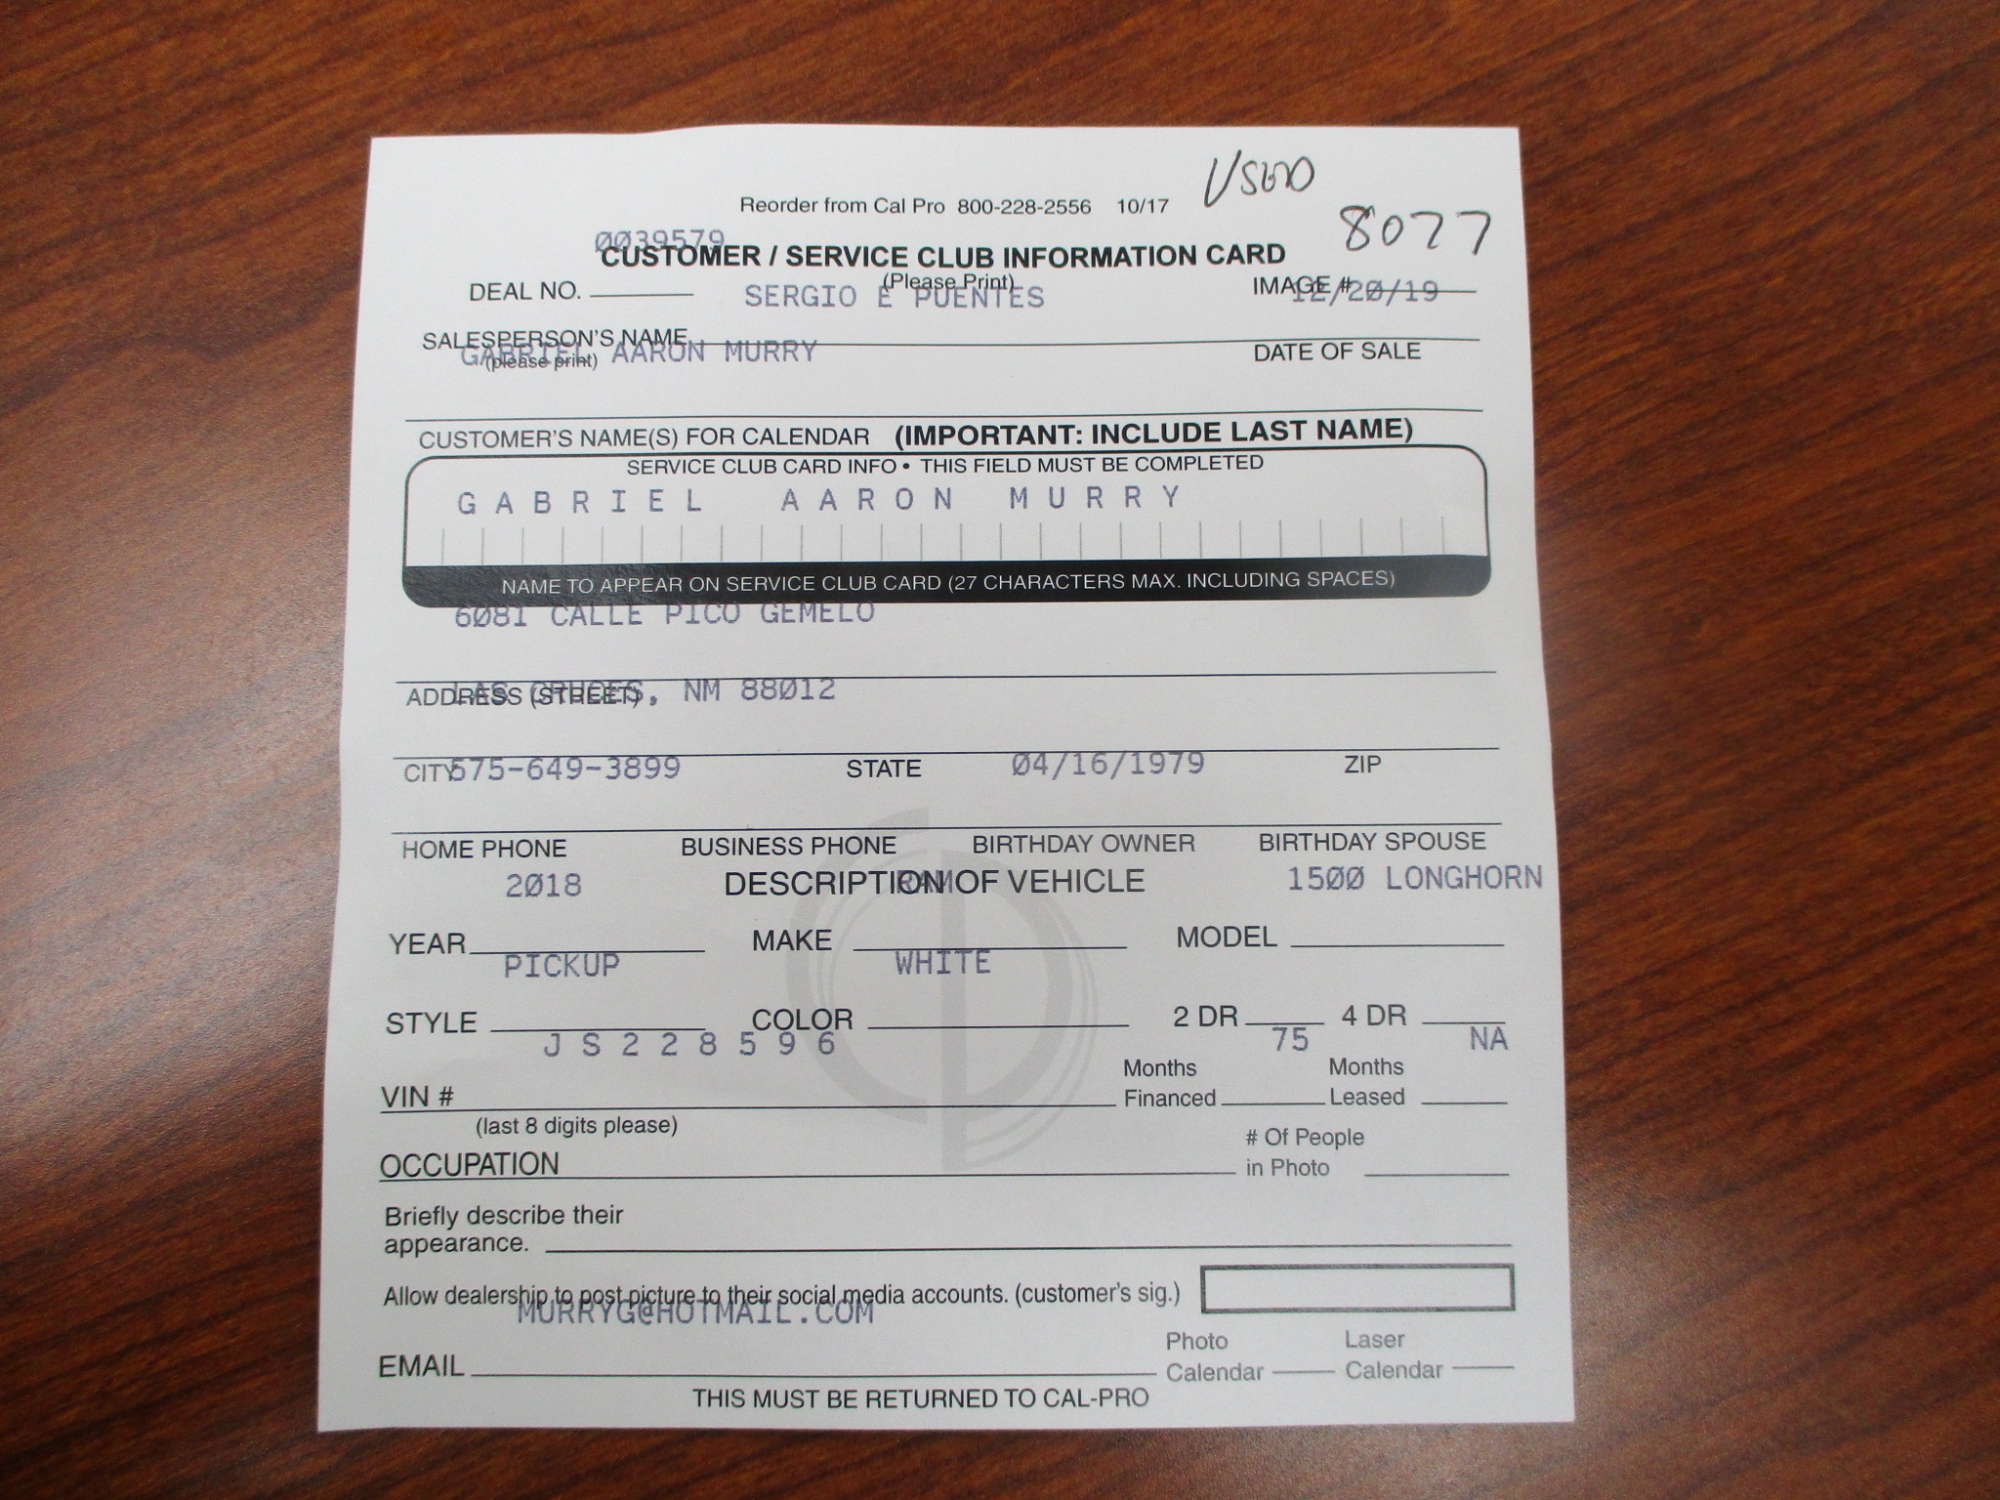 USED
Reorder from Cal Pro 800-228-2556 10/17
8077
0039579
CUSTOMER / SERVICE CLUB INFORMATION CARD
(Please Print)
DEAL NO. SERGIO E PUENTES IMAGE # 12/20/19
SALESPERSON'S NAME
(please print) GABRIEL AARON MURRY DATE OF SALE
CUSTOMER'S NAME(S) FOR CALENDAR (IMPORTANT: INCLUDE LAST NAME)
SERVICE CLUB CARD INFO • THIS FIELD MUST BE COMPLETED
GABRIEL AARON MURRY
NAME TO APPEAR ON SERVICE CLUB CARD (27 CHARACTERS MAX. INCLUDING SPACES)
6081 CALLE PICO GEMELO
ADDRESS (STREET) LAS CRUCES, NM 88012
CITY 575-649-3899 STATE 04/16/1979 ZIP
HOME PHONE BUSINESS PHONE BIRTHDAY OWNER BIRTHDAY SPOUSE
2018 RAM 1500 LONGHORN
DESCRIPTION OF VEHICLE
YEAR MAKE MODEL
PICKUP WHITE
STYLE COLOR 2 DR 4 DR
JS228596 75 NA
VIN # Months Financed Months Leased
(last 8 digits please)
OCCUPATION # Of People in Photo
Briefly describe their
appearance.
Allow dealership to post picture to their social media accounts. (customer's sig.)
MURRYG@HOTMAIL.COM
EMAIL Photo Calendar Laser Calendar
THIS MUST BE RETURNED TO CAL-PRO